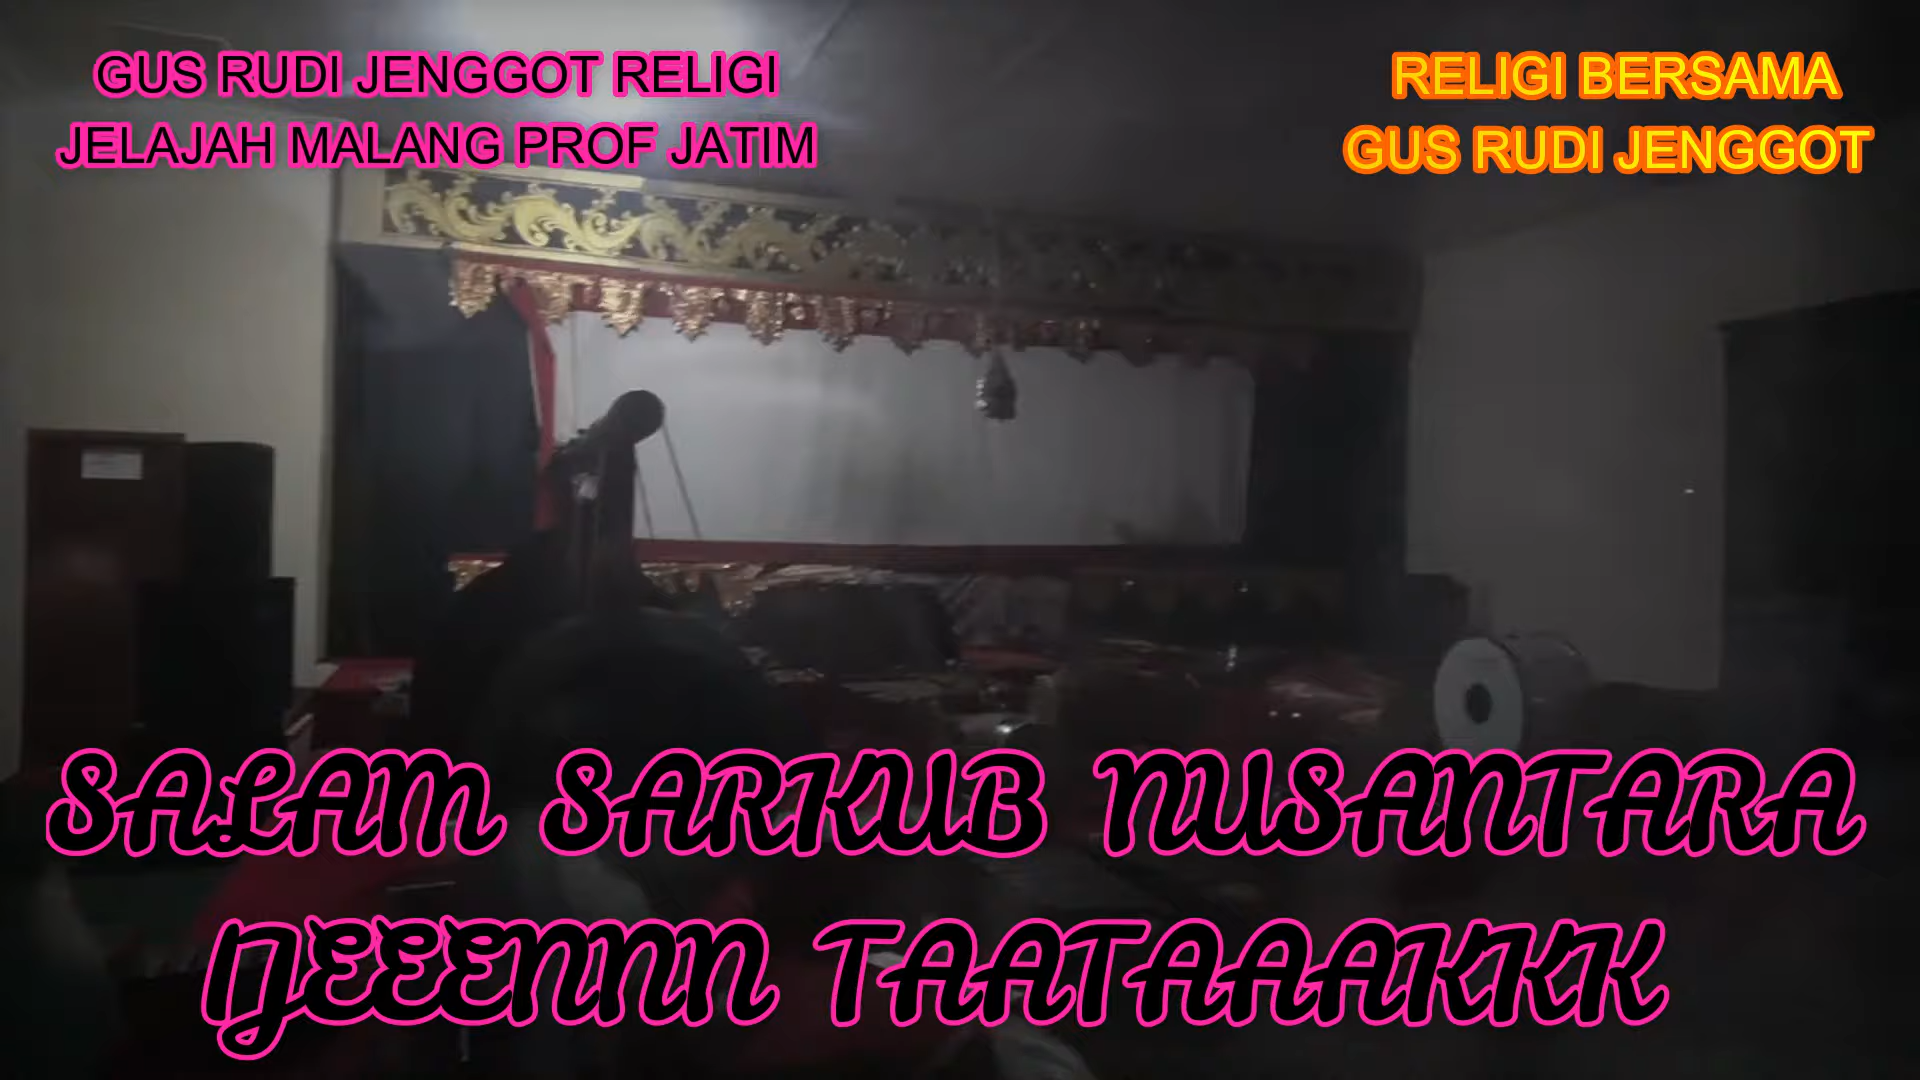 GUS RUDI JENGGOT RELIGI
JELAJAH MALANG PROF JATIM
RELIGI BERSAMA
GUS RUDI JENGGOT
SALAM SARKUB NUSANTARA
IJEEENNN TAATAAAKKK